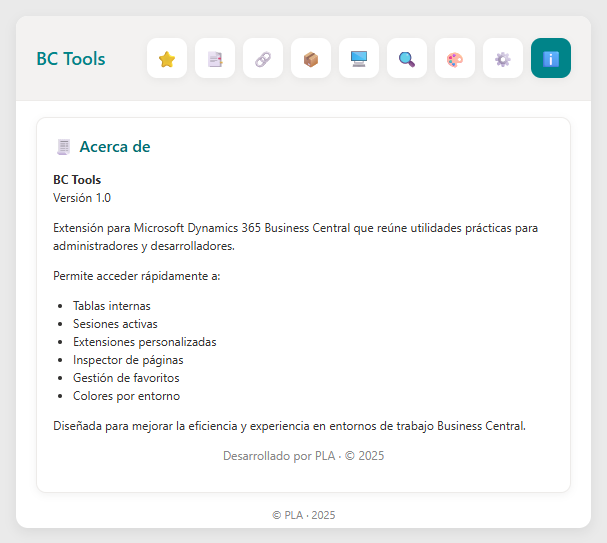 BC Tools
Acerca de
BC Tools
Versión 1.0
Extensión para Microsoft Dynamics 365 Business Central que reúne utilidades prácticas para
administradores y desarrolladores.
Permite acceder rápidamente a:
• Tablas internas
• Sesiones activas
• Extensiones personalizadas
• Inspector de páginas
• Gestión de favoritos
• Colores por entorno
Diseñada para mejorar la eficiencia y experiencia en entornos de trabajo Business Central.
Desarrollado por PLA · © 2025
© PLA · 2025